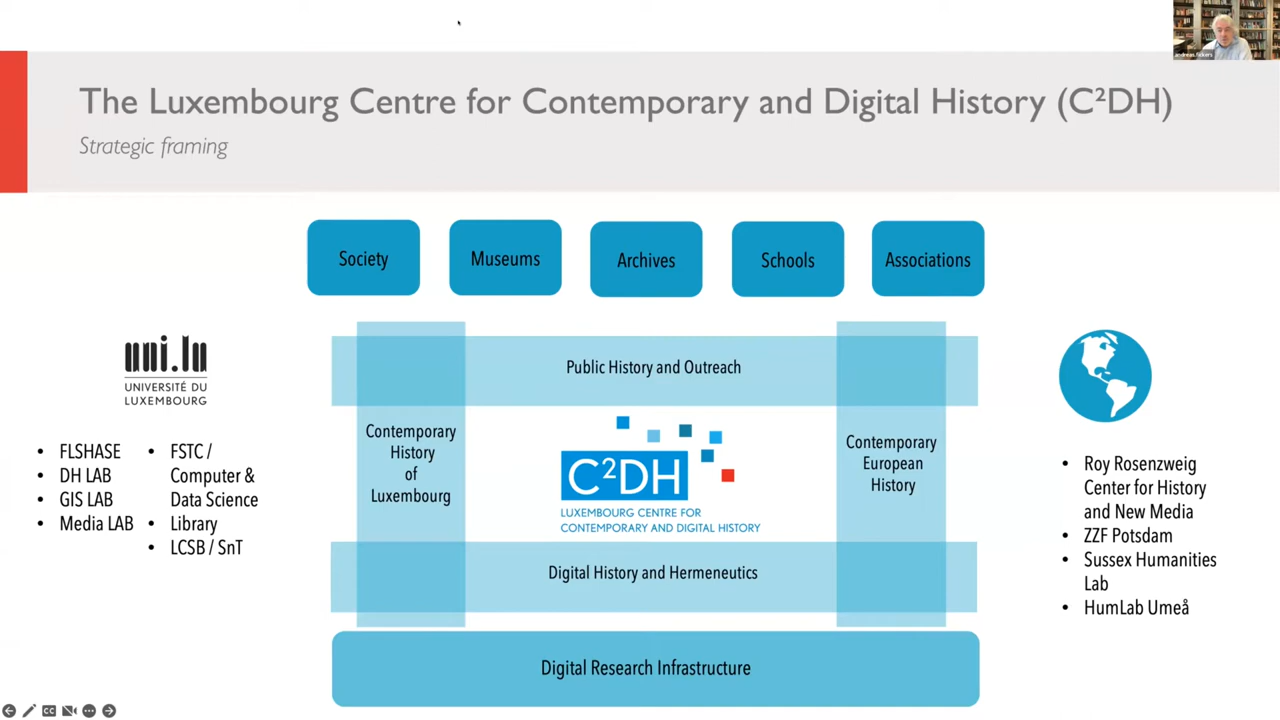 The Luxembourg Centre for Contemporary and Digital History (C²DH)
Strategic framing
andreas.fickers
Society
Museums
Archives
Schools
Associations
uni.lu
UNIVERSITÉ DU
LUXEMBOURG
• FLSHASE
• DH LAB
• GIS LAB
• Media LAB
• FSTC /
Computer &
Data Science
• Library
• LCSB / SnT
Public History and Outreach
Contemporary
History
of
Luxembourg
C²DH
LUXEMBOURG CENTRE FOR
CONTEMPORARY AND DIGITAL HISTORY
Contemporary
European
History
Digital History and Hermeneutics
Digital Research Infrastructure
• Roy Rosenzweig
Center for History
and New Media
• ZZF Potsdam
• Sussex Humanities
Lab
• HumLab Umeå
CC